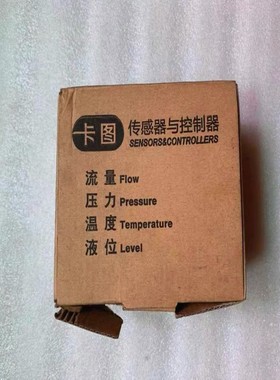 卡图 传感器与控制器
SENSORS&CONTROLLERS
流量 Flow
压力 Pressure
温度 Temperature
液位 Level